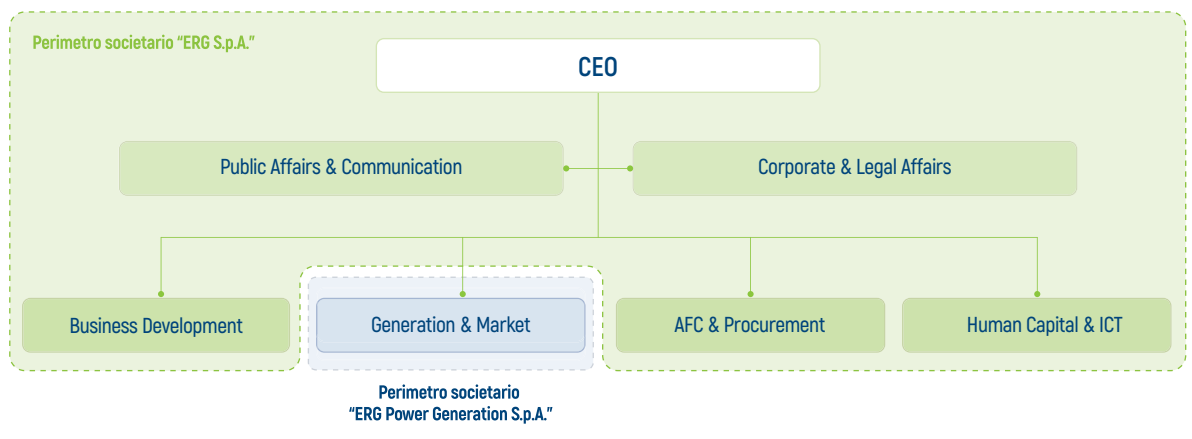 Perimetro societario “ERG S.p.A.”
CEO
Public Affairs & Communication
Corporate & Legal Affairs
Business Development
Generation & Market
AFC & Procurement
Human Capital & ICT
Perimetro societario
“ERG Power Generation S.p.A.”